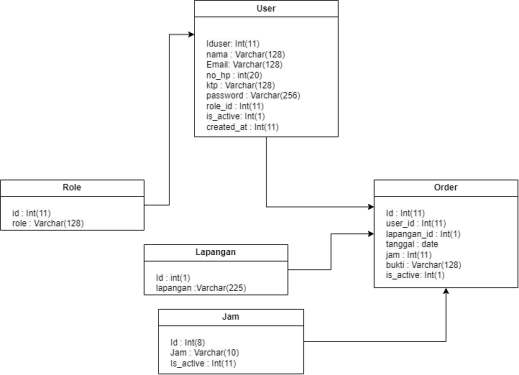 User
Iduser: Int(11)
nama : Varchar(128)
Email: Varchar(128)
no_hp : int(20)
ktp : Varchar(128)
password : Varchar(256)
role_id : Int(11)
is_active: Int(1)
created_at : Int(11)
Role
id : Int(11)
role : Varchar(128)
Order
Id : Int(11)
user_id : Int(11)
lapangan_id : Int(1)
tanggal : date
jam : Int(11)
bukti : Varchar(128)
is_active: Int(1)
Lapangan
Id : int(1)
lapangan :Varchar(225)
Jam
Id : Int(8)
Jam : Varchar(10)
Is_active : Int(11)